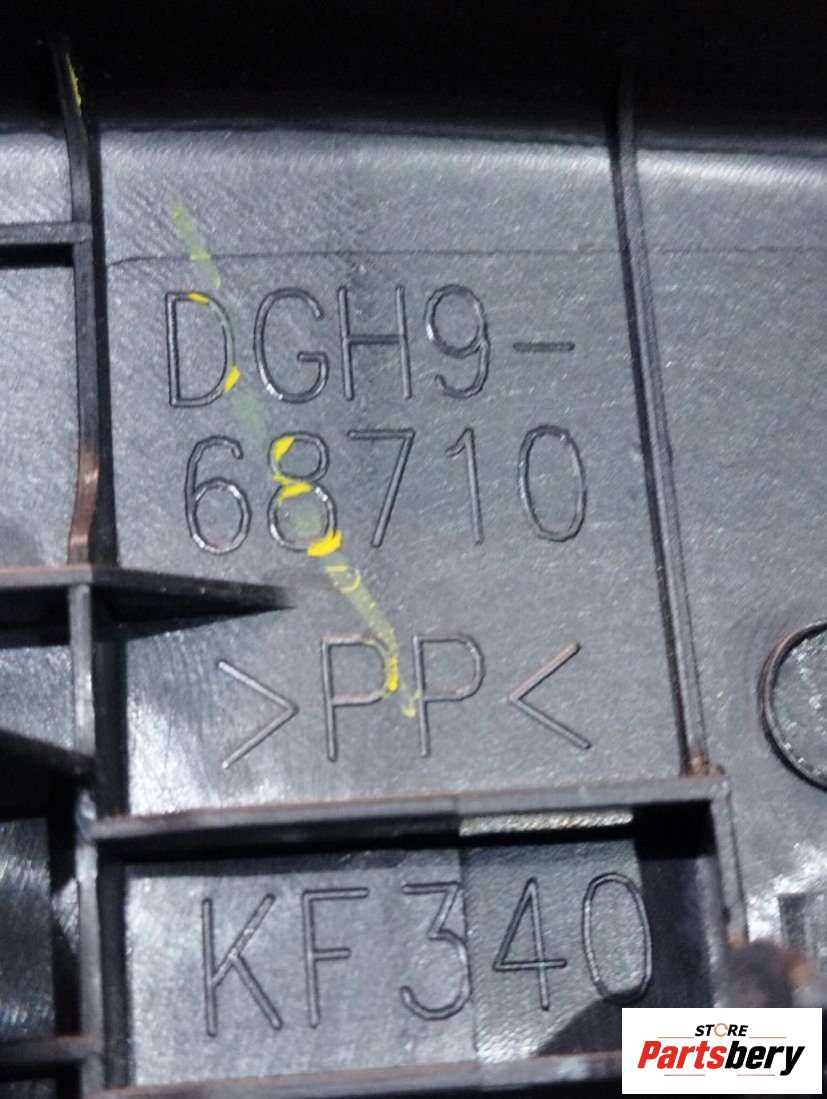 DGH9-
68710
>PP<
KF340
STORE
Partsbery